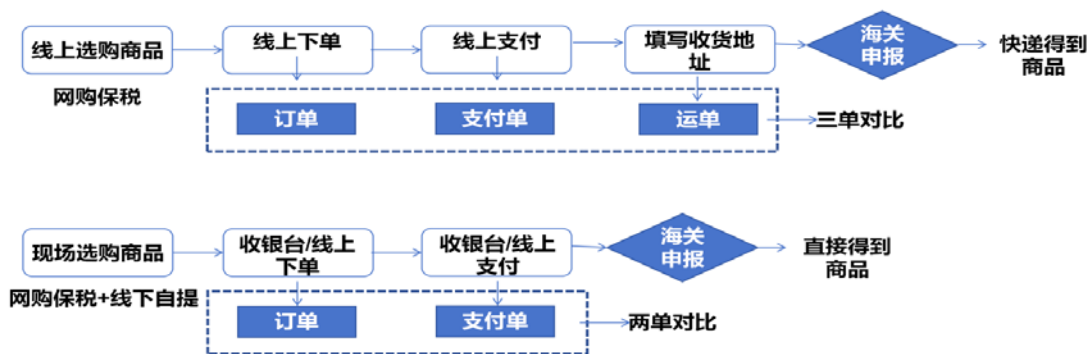 线上选购商品
线上下单
线上支付
填写收货地
址
海关
申报
快递得到
商品
网购保税
订单
支付单
运单
三单对比
现场选购商品
收银台/线上
下单
收银台/线上
支付
海关
申报
直接得到
商品
网购保税+线下自提
订单
支付单
两单对比